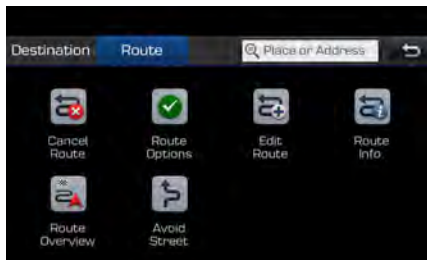 Destination
Route
Place or Address
Cancel
Route
Route
Options
Edit
Route
Route
Info
Route
Overview
Avoid
Street